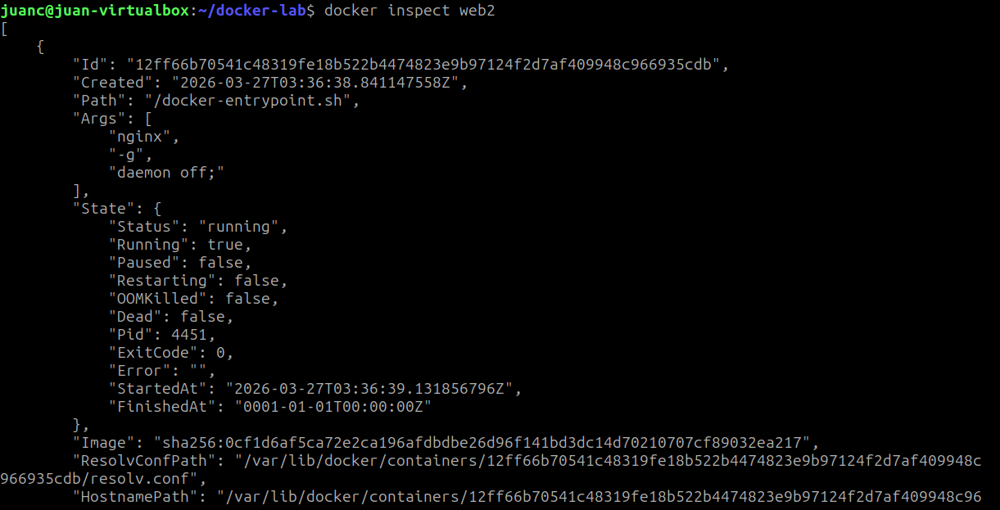 juanc@juan-virtualbox:~/docker-lab$ docker inspect web2
[
    {
        "Id": "12ff66b70541c48319fe18b522b4474823e9b97124f2d7af409948c966935cdb",
        "Created": "2026-03-27T03:36:38.841147558Z",
        "Path": "/docker-entrypoint.sh",
        "Args": [
            "nginx",
            "-g",
            "daemon off;"
        ],
        "State": {
            "Status": "running",
            "Running": true,
            "Paused": false,
            "Restarting": false,
            "OOMKilled": false,
            "Dead": false,
            "Pid": 4451,
            "ExitCode": 0,
            "Error": "",
            "StartedAt": "2026-03-27T03:36:39.131856796Z",
            "FinishedAt": "0001-01-01T00:00:00Z"
        },
        "Image": "sha256:0cf1d6af5ca72e2ca196afdbdbe26d96f141bd3dc14d70210707cf89032ea217",
        "ResolvConfPath": "/var/lib/docker/containers/12ff66b70541c48319fe18b522b4474823e9b97124f2d7af409948c
966935cdb/resolv.conf",
        "HostnamePath": "/var/lib/docker/containers/12ff66b70541c48319fe18b522b4474823e9b97124f2d7af409948c96